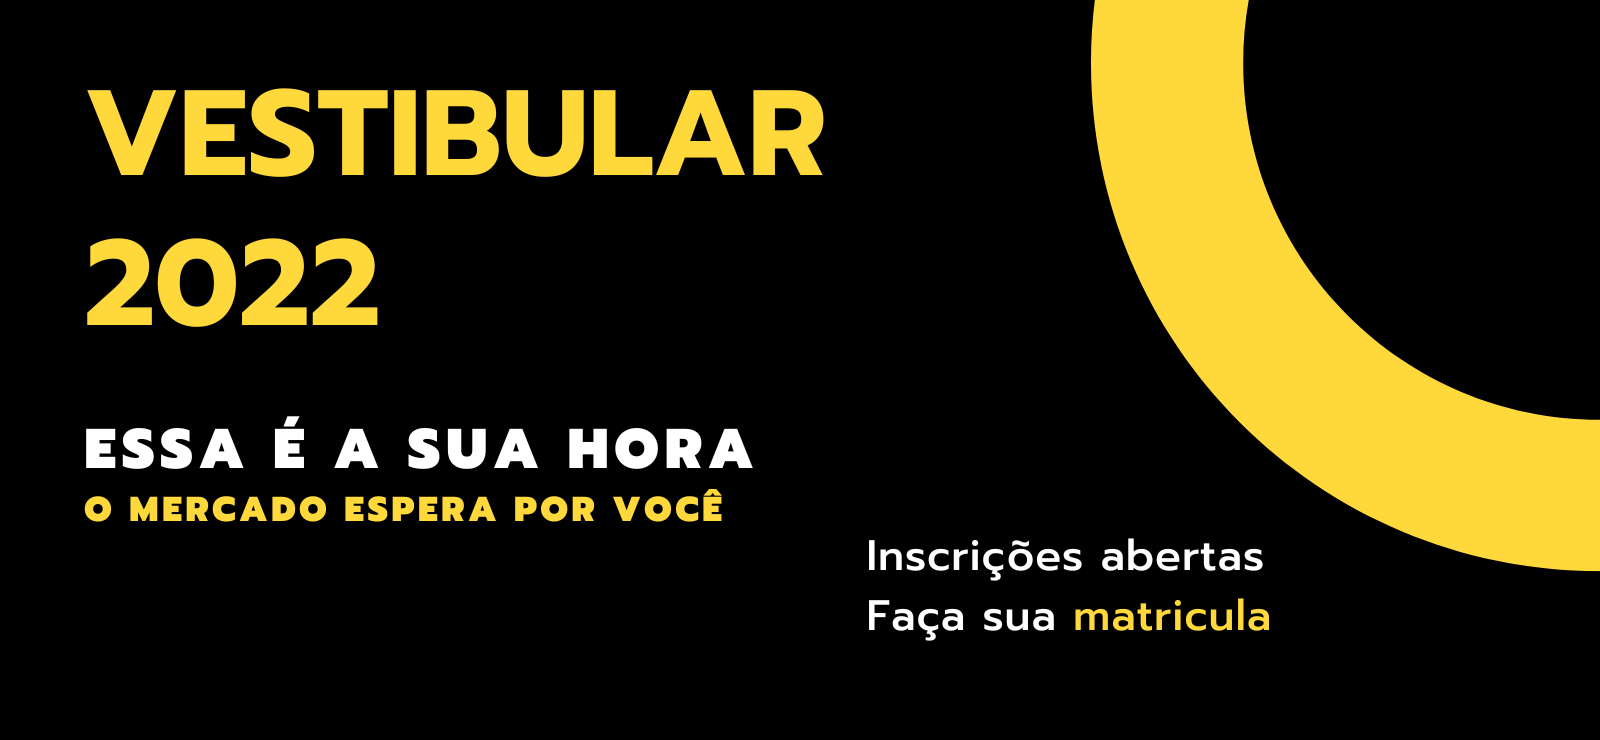 VESTIBULAR
2022
ESSA É A SUA HORA
O MERCADO ESPERA POR VOCÊ
Inscrições abertas
Faça sua matricula